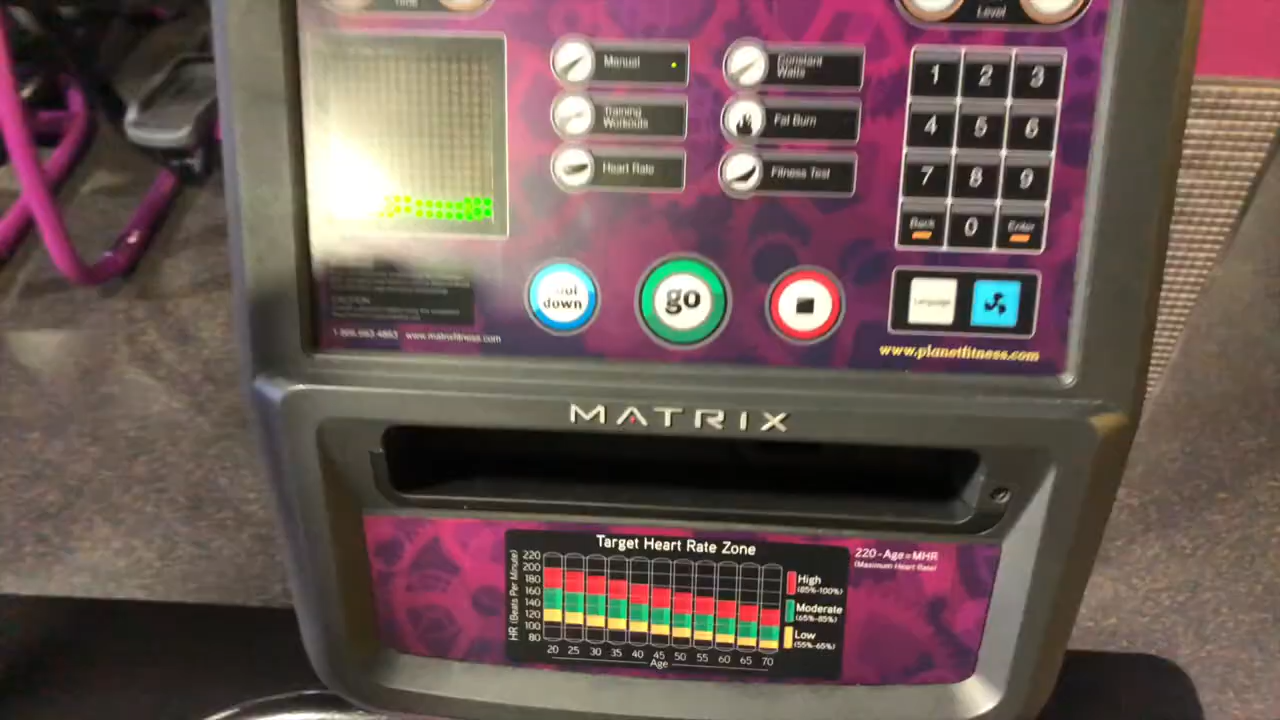 Time
Level
Manual
Constant
Watts
Training
Workouts
Fat Burn
Heart Rate
Fitness Test
1 2 3
4 5 6
7 8 9
Back 0 Enter
cool
down
go
Language
CAUTION
www.matrixfitness.com
www.planetfitness.com
MATRIX
Target Heart Rate Zone
220-Age=MHR
(Maximum Heart Rate)
HR (Beats Per Minute)
220
200
180
160
140
120
100
80
High
(85%-100%)
Moderate
(65%-85%)
Low
(55%-65%)
20 25 30 35 40 45 50 55 60 65 70
Age